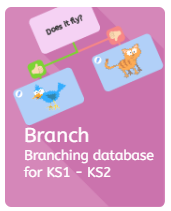 Does it fly?
Branch
Branching database
for KS1 - KS2